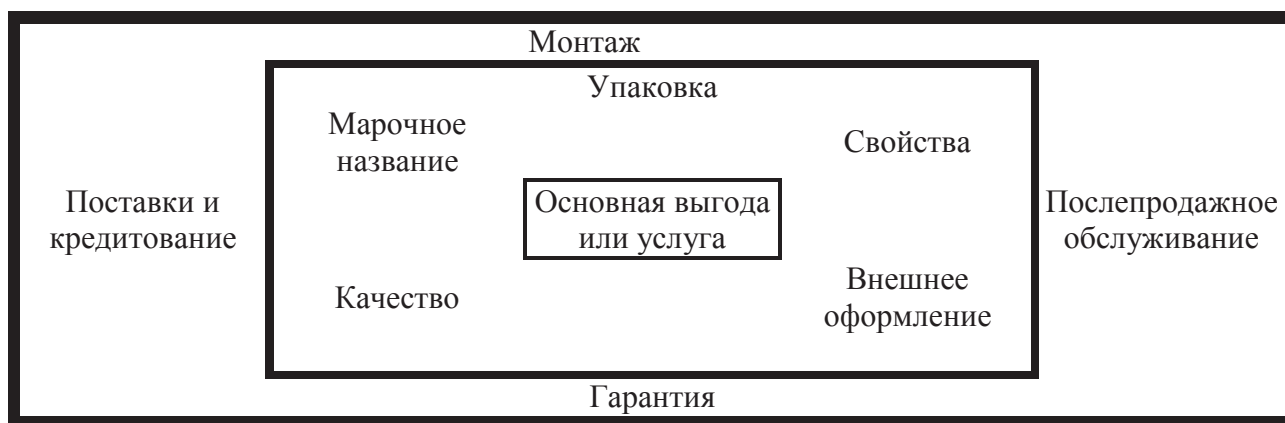 Монтаж
Упаковка
Марочное
название
Свойства
Поставки и
кредитование
Основная выгода
или услуга
Послепродажное
обслуживание
Качество
Внешнее
оформление
Гарантия